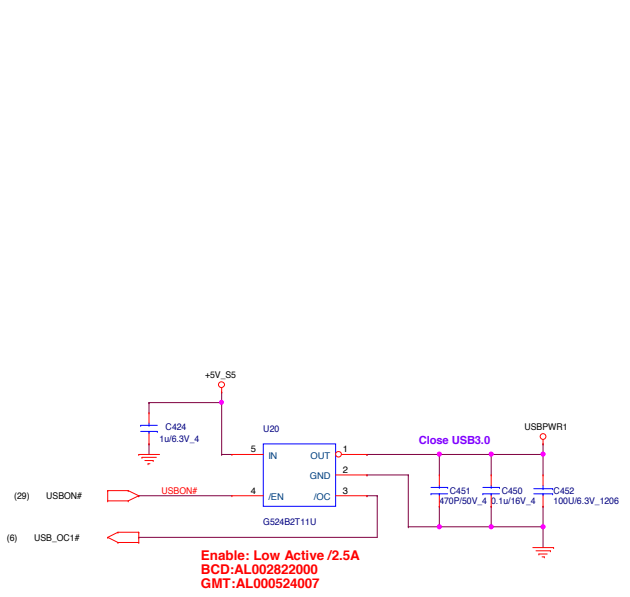 +5V_S5
C424
1u/6.3V_4
U20
USBPWR1
Close USB3.0
5
IN
OUT
1
GND
2
(29)
USBON#
USBON#
4
/EN
/OC
3
C451
470P/50V_4
C450
0.1u/16V_4
C452
100U/6.3V_1206
G524B2T11U
(6)
USB_OC1#
Enable: Low Active /2.5A
BCD:AL002822000
GMT:AL000524007